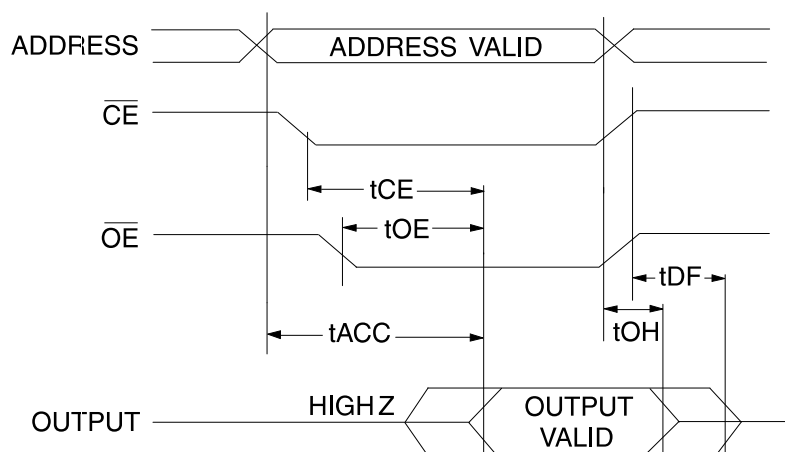 ADDRESS
ADDRESS VALID
CE
tCE
OE
tOE
tDF
tACC
tOH
OUTPUT
HIGH Z
OUTPUT
VALID